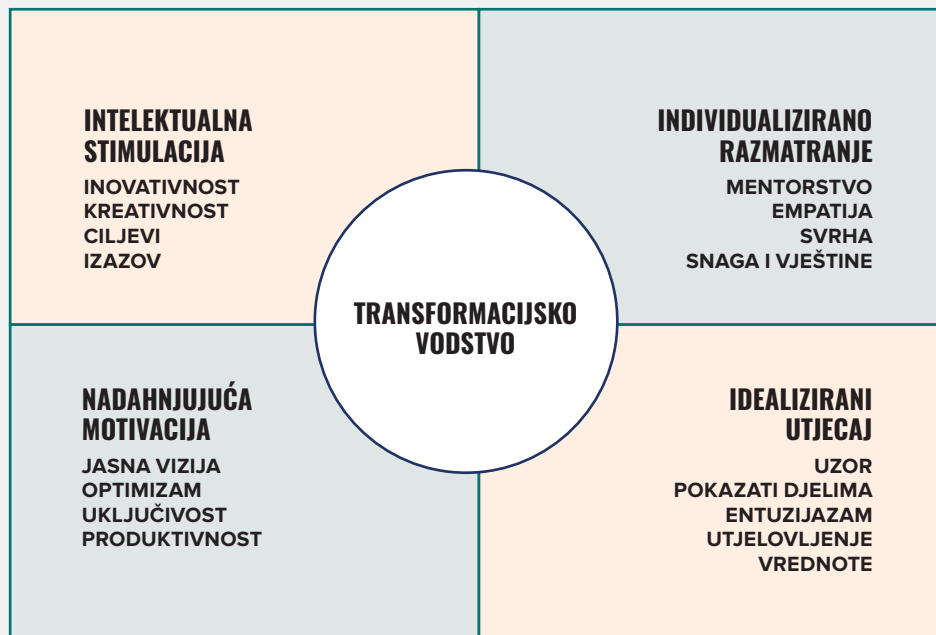 INTELEKTUALNA
STIMULACIJA
INOVATIVNOST
KREATIVNOST
CILJEVI
IZAZOV
INDIVIDUALIZIRANO
RAZMATRANJE
MENTORSTVO
EMPATIJA
SVRHA
SNAGA I VJEŠTINE
TRANSFORMACIJSKO
VODSTVO
NADAHNJUJUĆA
MOTIVACIJA
JASNA VIZIJA
OPTIMIZAM
UKLJUČIVOST
PRODUKTIVNOST
IDEALIZIRANI
UTJECAJ
UZOR
POKAZATI DJELIMA
ENTUZIJAZAM
UTJELOVLJENJE
VREDNOTE